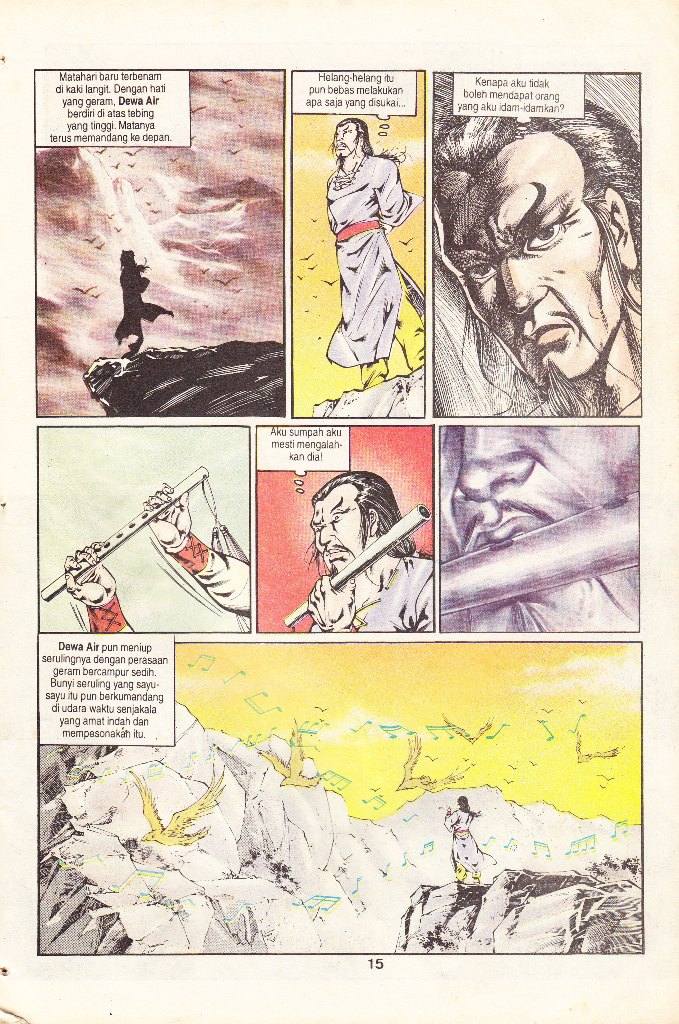 Matahari baru terbenam
di kaki langit. Dengan hati
yang geram, Dewa Air
berdiri di atas tebing
yang tinggi. Matanya
terus memandang ke depan.
Helang-helang itu
pun bebas melakukan
apa saja yang disukai...
Kenapa aku tidak
boleh mendapat orang
yang aku idam-idamkan?
Aku sumpah aku
mesti mengalah-
kan dia!
Dewa Air pun meniup
serulingnya dengan perasaan
geram bercampur sedih.
Bunyi seruling yang sayu-
sayu itu pun berkumandang
di udara waktu senjakala
yang amat indah dan
mempesonakan itu.
15